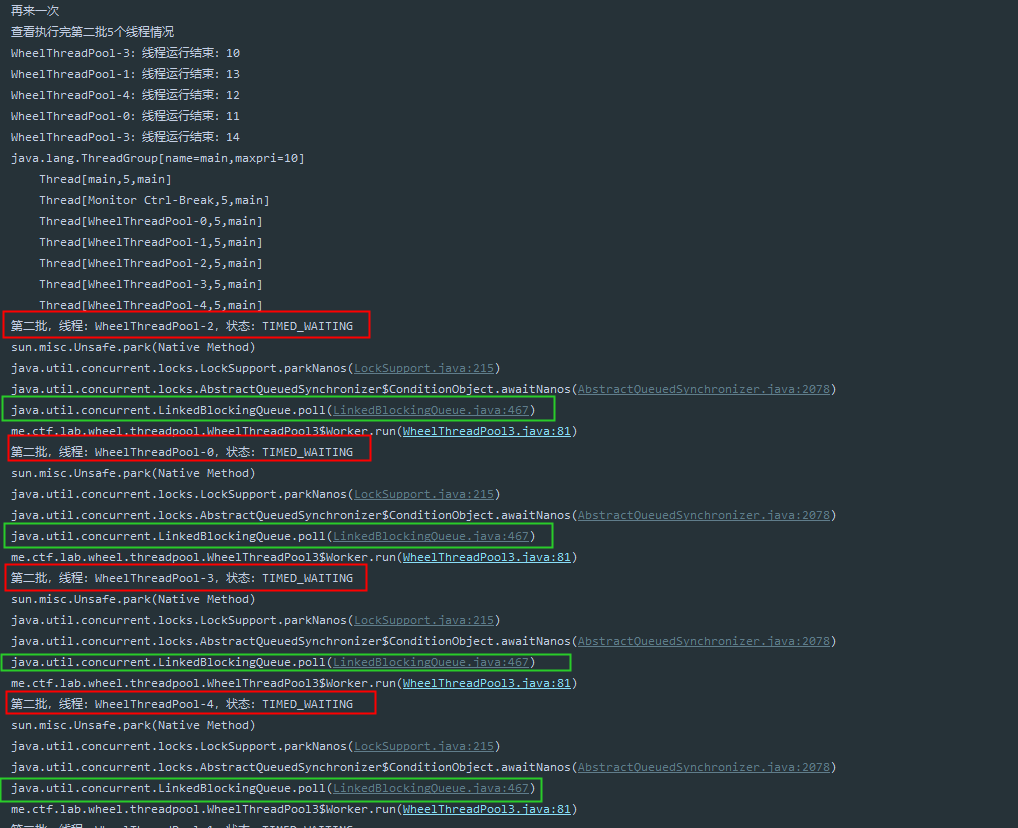 再来一次
查看执行完第二批5个线程情况
WheelThreadPool-3: 线程运行结束: 10
WheelThreadPool-1: 线程运行结束: 13
WheelThreadPool-4: 线程运行结束: 12
WheelThreadPool-0: 线程运行结束: 11
WheelThreadPool-3: 线程运行结束: 14
java.lang.ThreadGroup[name=main,maxpri=10]
Thread[main,5,main]
Thread[Monitor Ctrl-Break,5,main]
Thread[WheelThreadPool-0,5,main]
Thread[WheelThreadPool-1,5,main]
Thread[WheelThreadPool-2,5,main]
Thread[WheelThreadPool-3,5,main]
Thread[WheelThreadPool-4,5,main]
第二批, 线程: WheelThreadPool-2, 状态: TIMED_WAITING
sun.misc.Unsafe.park(Native Method)
java.util.concurrent.locks.LockSupport.parkNanos(LockSupport.java:215)
java.util.concurrent.locks.AbstractQueuedSynchronizer$ConditionObject.awaitNanos(AbstractQueuedSynchronizer.java:2078)
java.util.concurrent.LinkedBlockingQueue.poll(LinkedBlockingQueue.java:467)
me.ctf.lab.wheel.threadpool.WheelThreadPool3$Worker.run(WheelThreadPool3.java:81)
第二批, 线程: WheelThreadPool-0, 状态: TIMED_WAITING
sun.misc.Unsafe.park(Native Method)
java.util.concurrent.locks.LockSupport.parkNanos(LockSupport.java:215)
java.util.concurrent.locks.AbstractQueuedSynchronizer$ConditionObject.awaitNanos(AbstractQueuedSynchronizer.java:2078)
java.util.concurrent.LinkedBlockingQueue.poll(LinkedBlockingQueue.java:467)
me.ctf.lab.wheel.threadpool.WheelThreadPool3$Worker.run(WheelThreadPool3.java:81)
第二批, 线程: WheelThreadPool-3, 状态: TIMED_WAITING
sun.misc.Unsafe.park(Native Method)
java.util.concurrent.locks.LockSupport.parkNanos(LockSupport.java:215)
java.util.concurrent.locks.AbstractQueuedSynchronizer$ConditionObject.awaitNanos(AbstractQueuedSynchronizer.java:2078)
java.util.concurrent.LinkedBlockingQueue.poll(LinkedBlockingQueue.java:467)
me.ctf.lab.wheel.threadpool.WheelThreadPool3$Worker.run(WheelThreadPool3.java:81)
第二批, 线程: WheelThreadPool-4, 状态: TIMED_WAITING
sun.misc.Unsafe.park(Native Method)
java.util.concurrent.locks.LockSupport.parkNanos(LockSupport.java:215)
java.util.concurrent.locks.AbstractQueuedSynchronizer$ConditionObject.awaitNanos(AbstractQueuedSynchronizer.java:2078)
java.util.concurrent.LinkedBlockingQueue.poll(LinkedBlockingQueue.java:467)
me.ctf.lab.wheel.threadpool.WheelThreadPool3$Worker.run(WheelThreadPool3.java:81)